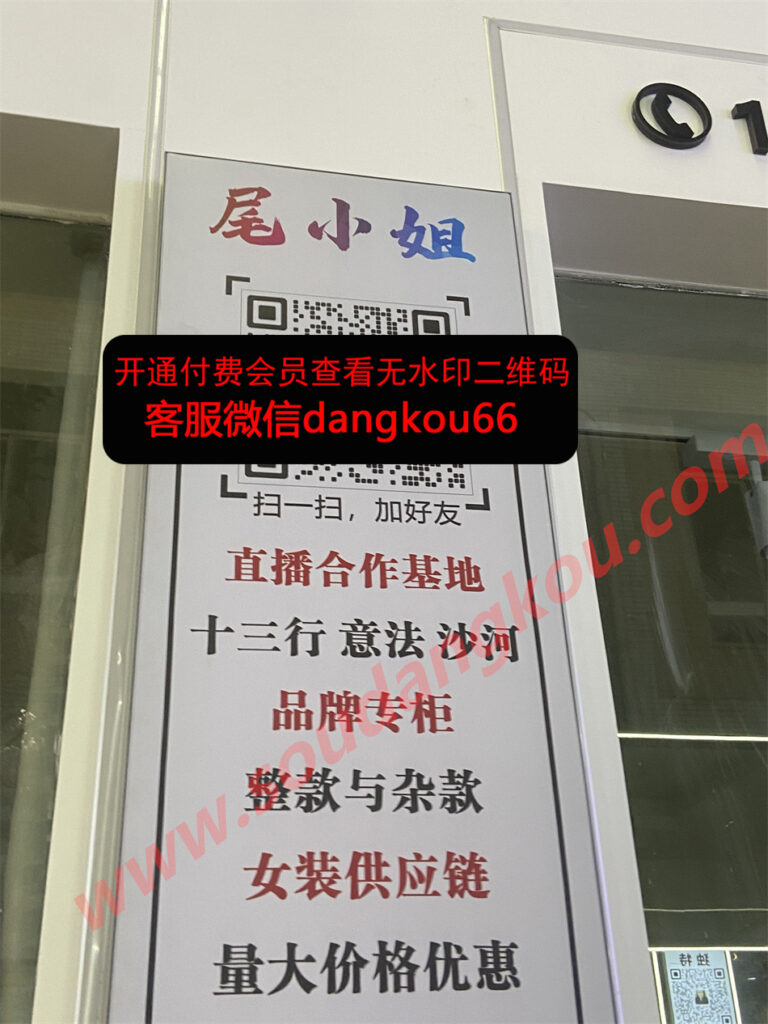 1
尾小姐
开通付费会员查看无水印二维码
客服微信dangkou66
扫一扫，加好友
直播合作基地
十三行 意法 沙河
品牌专柜
整款与杂款
女装供应链
量大价格优惠
www.soudangkou.com
独特